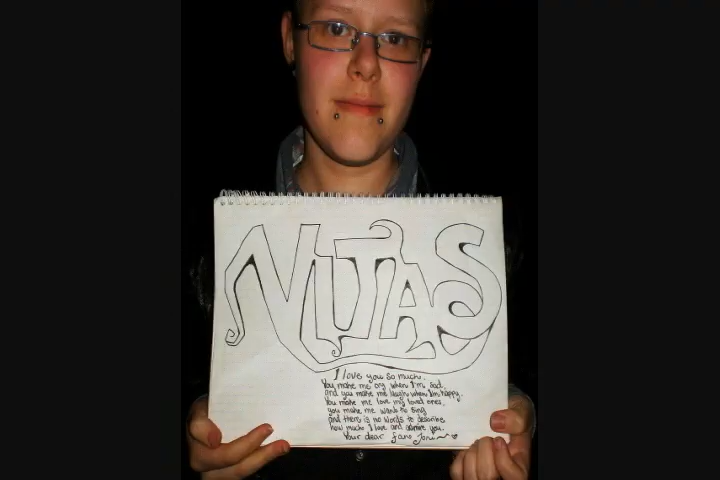 NIJAS
I love you so much.
You make me cry when I'm sad,
and you make me laugh when I'm happy.
You make me love my loved ones,
you make me want to sing
and there is no words to describe
how much I love and admire you.
Your dear fans